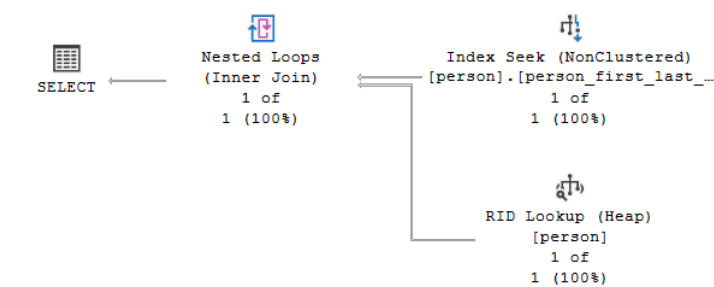 SELECT
Nested Loops
(Inner Join)
1 of
1 (100%)
Index Seek (NonClustered)
[person].[person_first_last_…
1 of
1 (100%)
RID Lookup (Heap)
[person]
1 of
1 (100%)